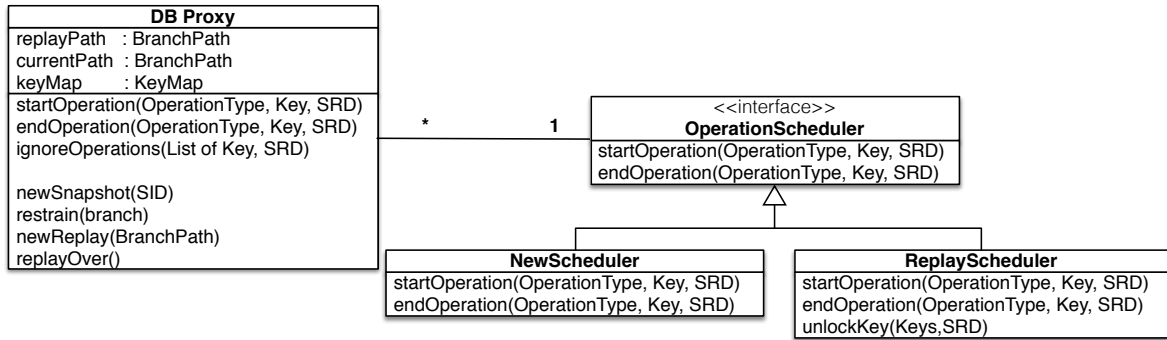 DB Proxy
replayPath : BranchPath
currentPath : BranchPath
keyMap : KeyMap
startOperation(OperationType, Key, SRD)
endOperation(OperationType, Key, SRD)
ignoreOperations(List of Key, SRD)
newSnapshot(SID)
restrain(branch)
newReplay(BranchPath)
replayOver()
* 1
<<interface>>
OperationScheduler
startOperation(OperationType, Key, SRD)
endOperation(OperationType, Key, SRD)
NewScheduler
startOperation(OperationType, Key, SRD)
endOperation(OperationType, Key, SRD)
ReplayScheduler
startOperation(OperationType, Key, SRD)
endOperation(OperationType, Key, SRD)
unlockKey(Keys,SRD)